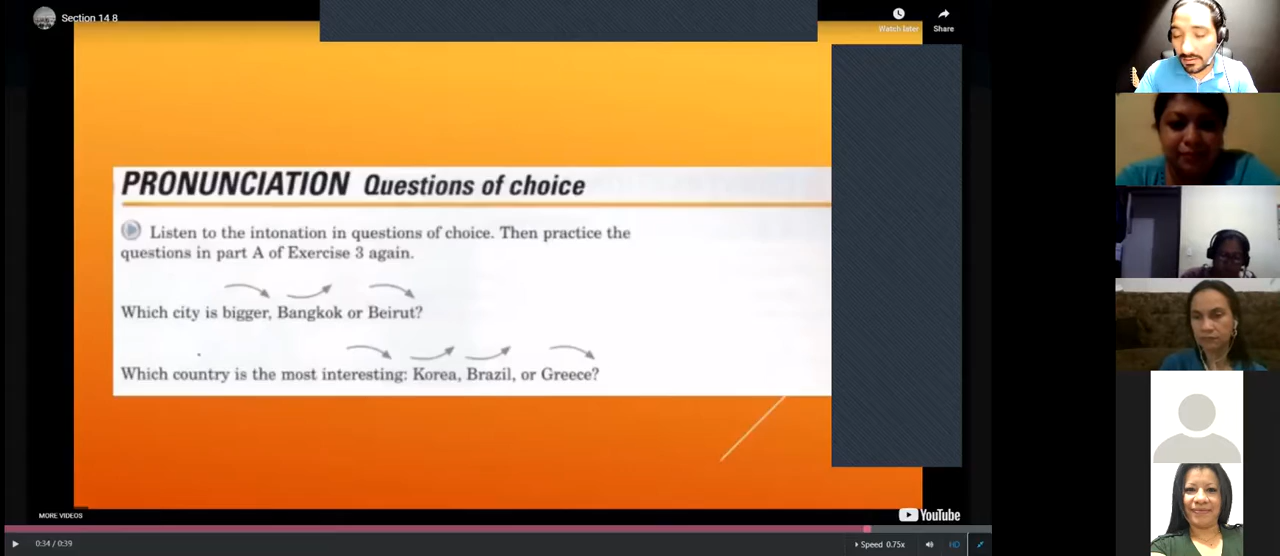 Section 14 8
Watch later
Share
PRONUNCIATION Questions of choice
Listen to the intonation in questions of choice. Then practice the
questions in part A of Exercise 3 again.
Which city is bigger, Bangkok or Beirut?
Which country is the most interesting: Korea, Brazil, or Greece?
MORE VIDEOS
YouTube
0:34 / 0:39
Speed 0.75x
HD